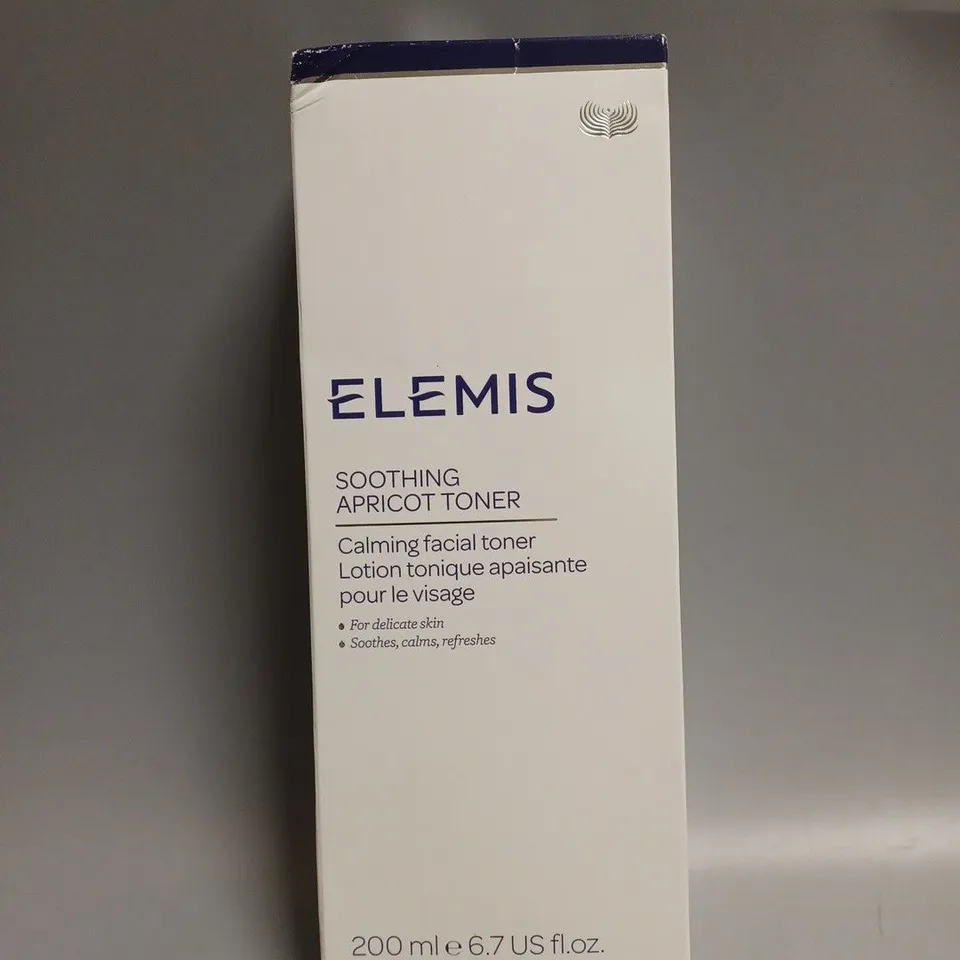 ELEMIS
SOOTHING
APRICOT TONER
Calming facial toner
Lotion tonique apaisante
pour le visage
• For delicate skin
• Soothes, calms, refreshes
200 ml ℮ 6.7 US fl.oz.